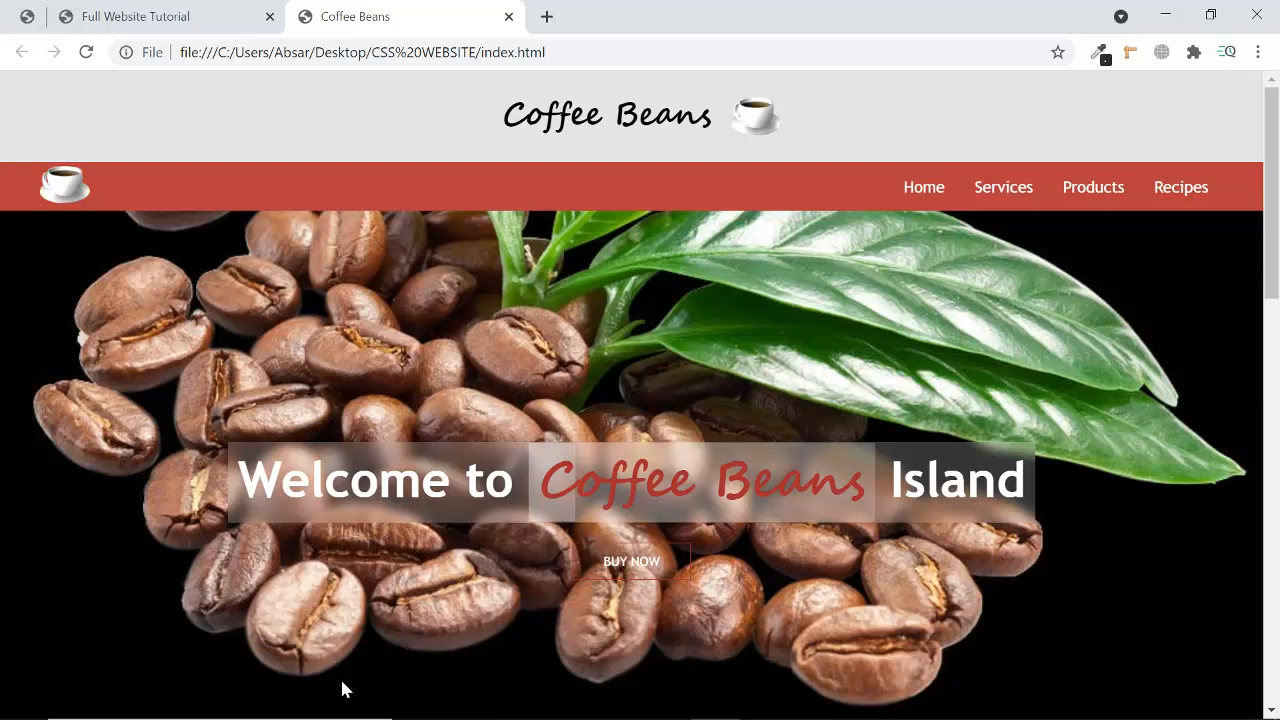 Full Website Tutorial
Coffee Beans
File
file:///C:/Users/Absar/Desktop/CSS%20WEBSITE/index.html
Coffee Beans
Home Services Products Recipes
Welcome to Coffee Beans Island
BUY NOW